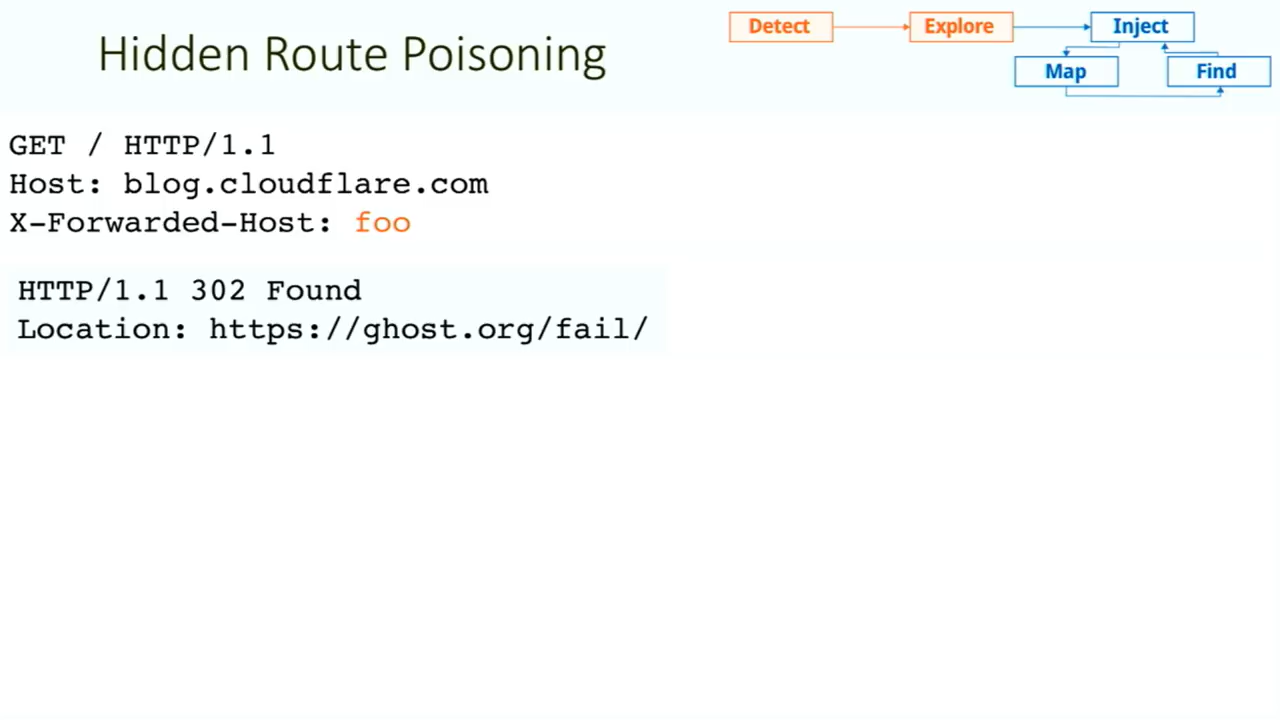 Hidden Route Poisoning
Detect
Explore
Inject
Map
Find
GET / HTTP/1.1
Host: blog.cloudflare.com
X-Forwarded-Host: foo
HTTP/1.1 302 Found
Location: https://ghost.org/fail/